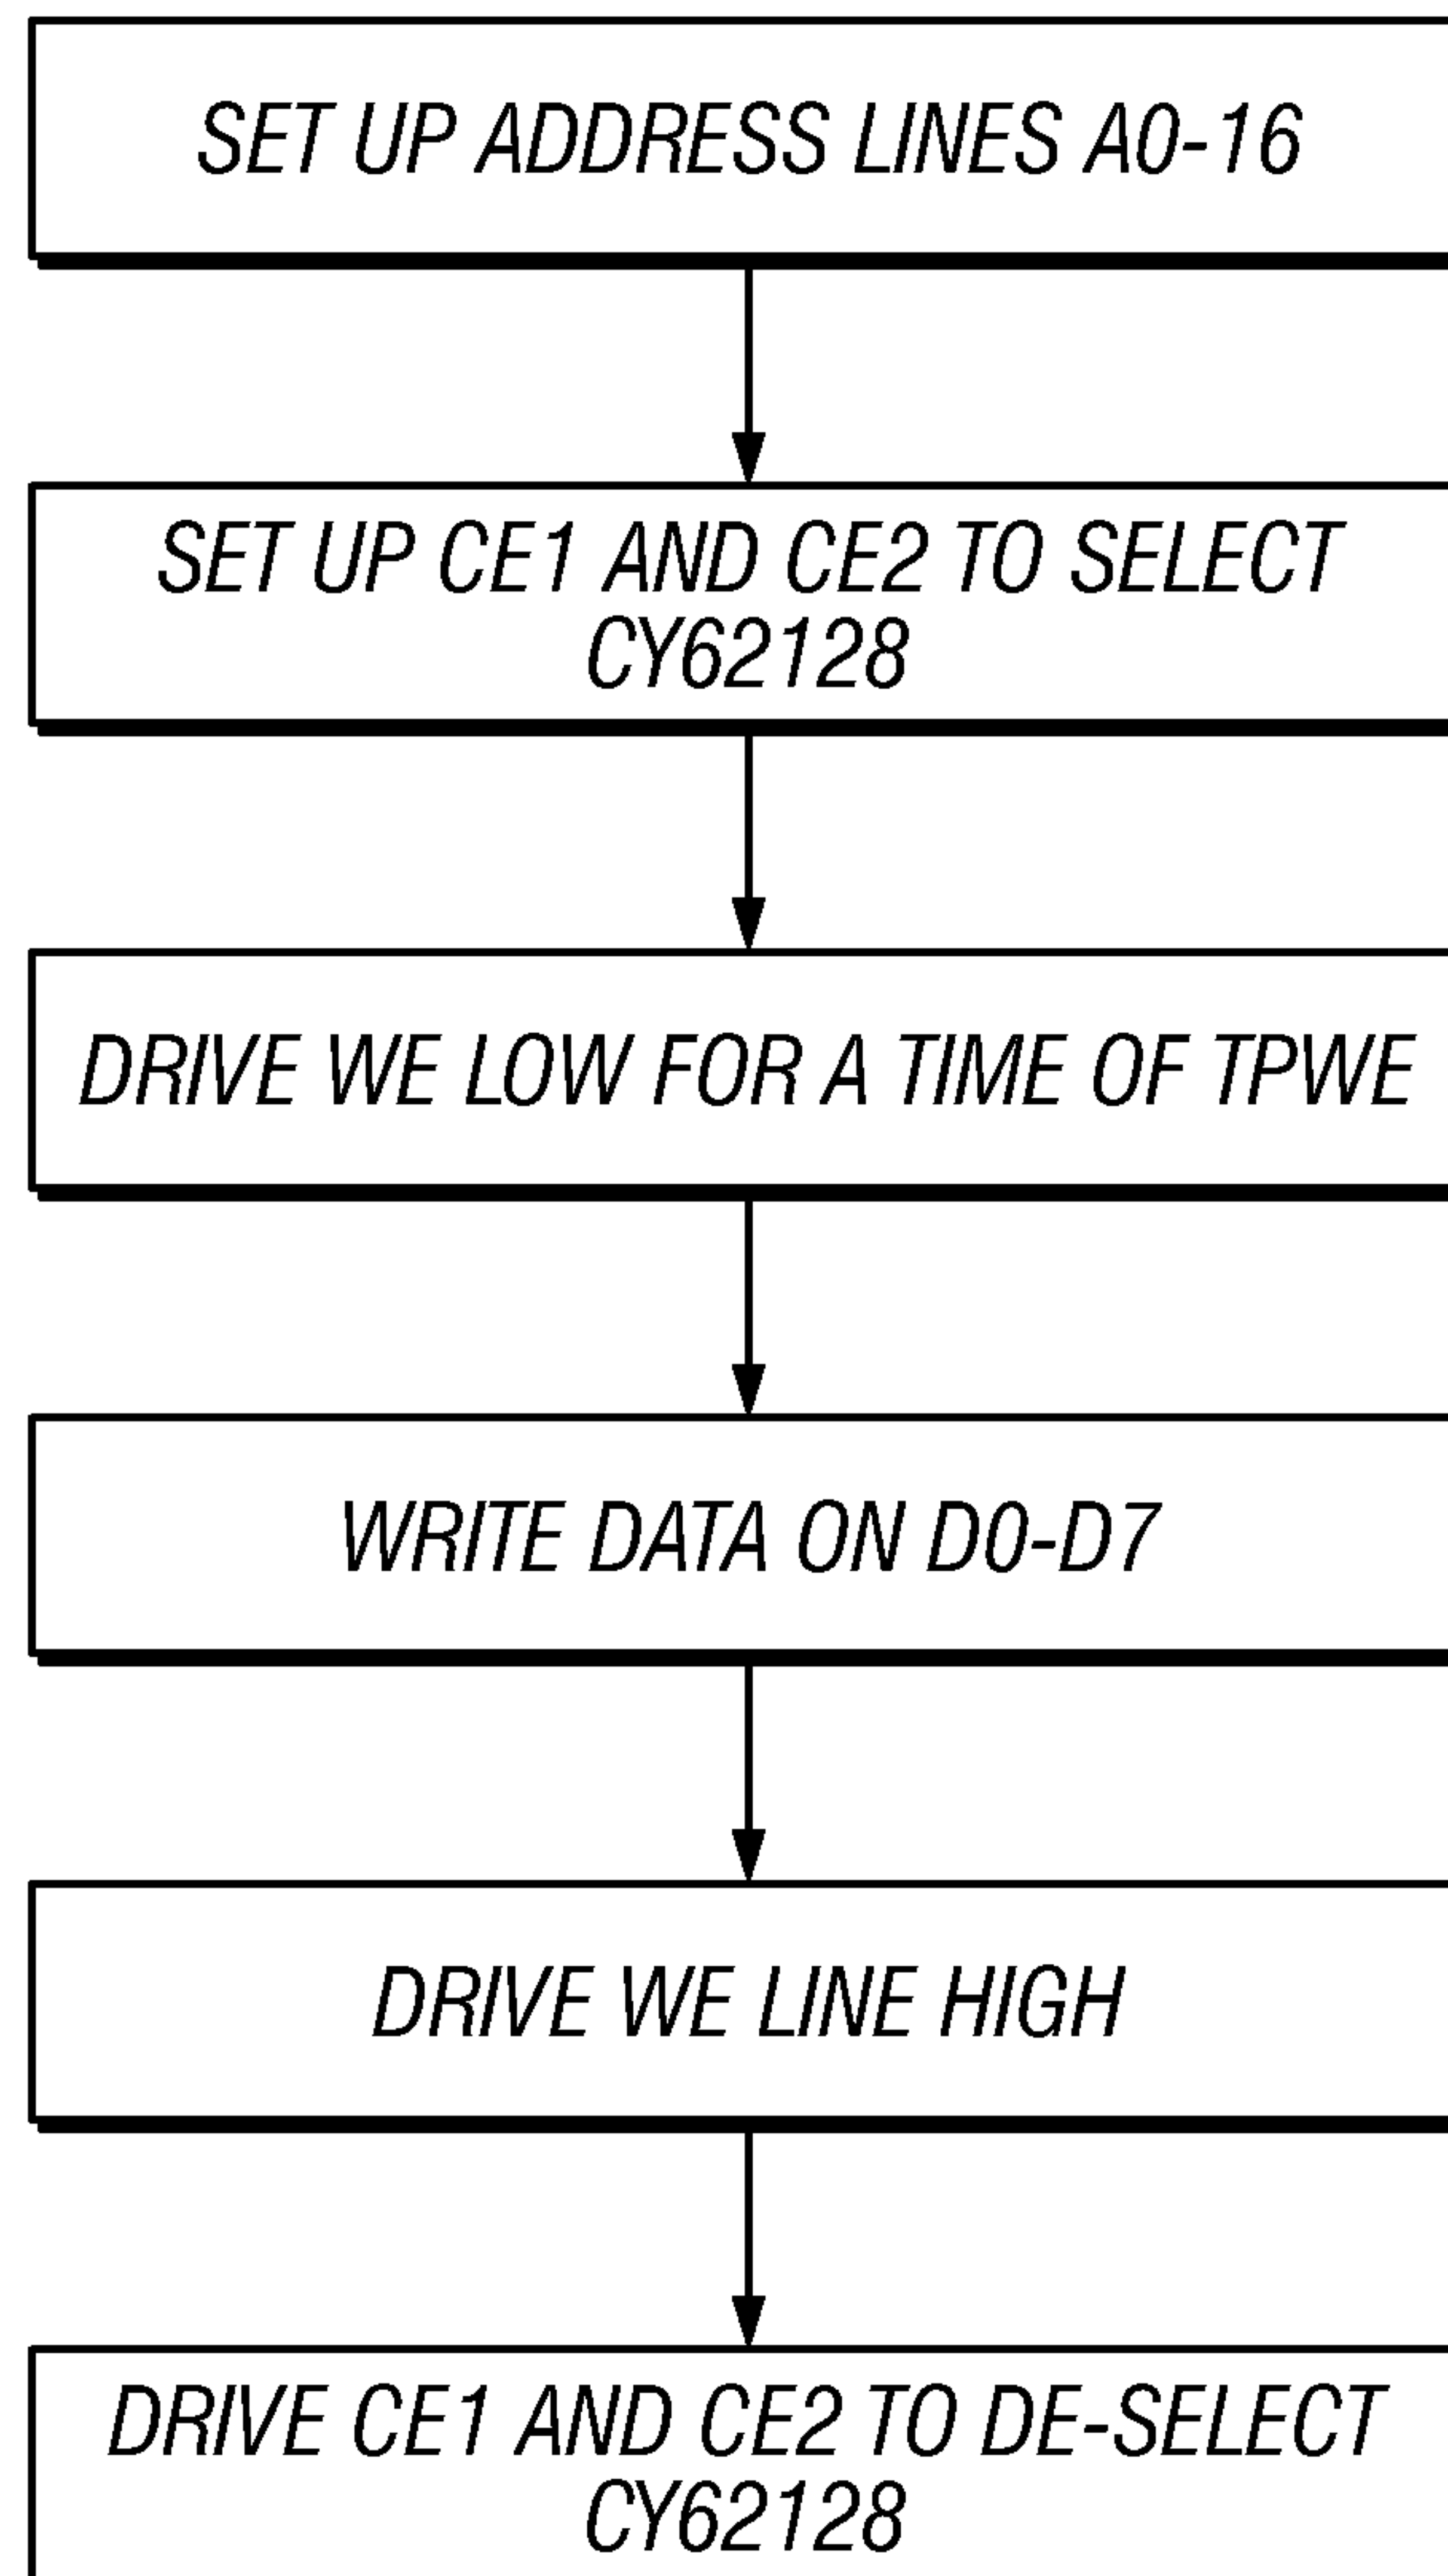 SET UP ADDRESS LINES A0-16
SET UP CE1 AND CE2 TO SELECT
CY62128
DRIVE WE LOW FOR A TIME OF TPWE
WRITE DATA ON D0-D7
DRIVE WE LINE HIGH
DRIVE CE1 AND CE2 TO DE-SELECT
CY62128